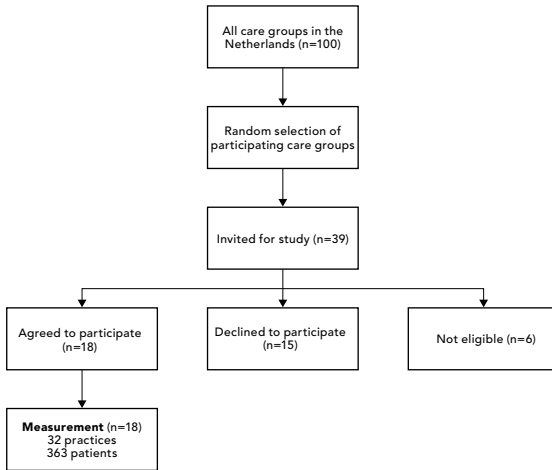 All care groups in the
Netherlands (n=100)
Random selection of
participating care groups
Invited for study (n=39)
Agreed to participate
(n=18)
Declined to participate
(n=15)
Not eligible (n=6)
Measurement (n=18)
32 practices
363 patients